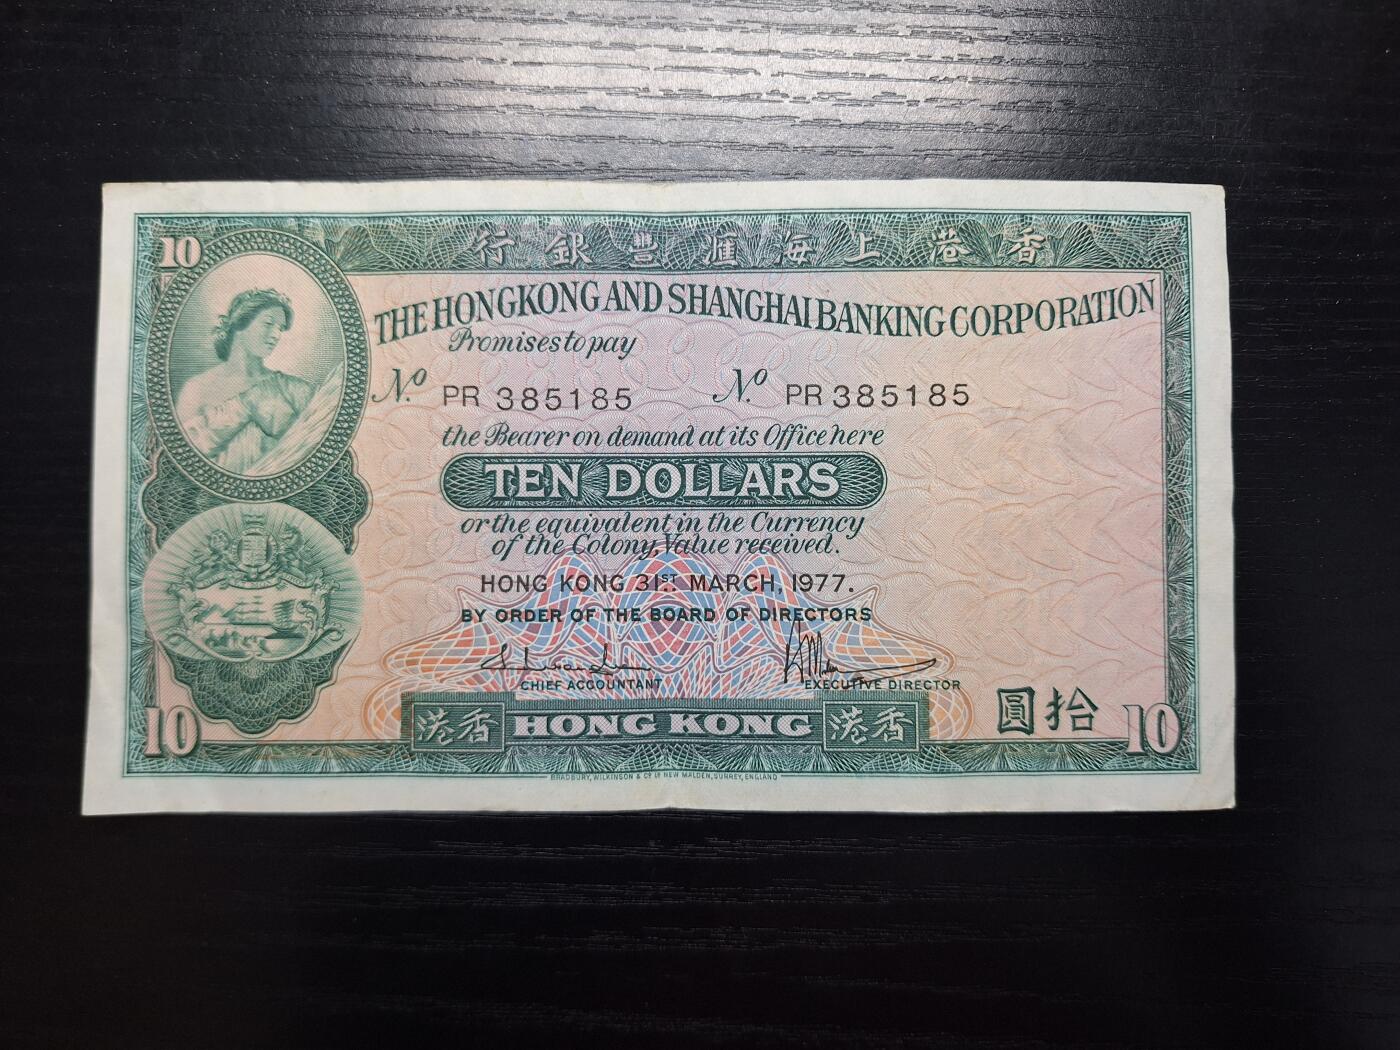 10
行銀豐滙海上港香
THE HONGKONG AND SHANGHAI BANKING CORPORATION
Promises to pay
No. PR 385185 No. PR 385185
the Bearer on demand at its Office here
TEN DOLLARS
or the equivalent in the Currency
of the Colony, Value received.
HONG KONG 31ST MARCH, 1977.
BY ORDER OF THE BOARD OF DIRECTORS
CHIEF ACCOUNTANT EXECUTIVE DIRECTOR
10 港香 HONG KONG 港香 圓拾 10
BRADBURY, WILKINSON & Co. Ld. NEW MALDEN, SURREY, ENGLAND